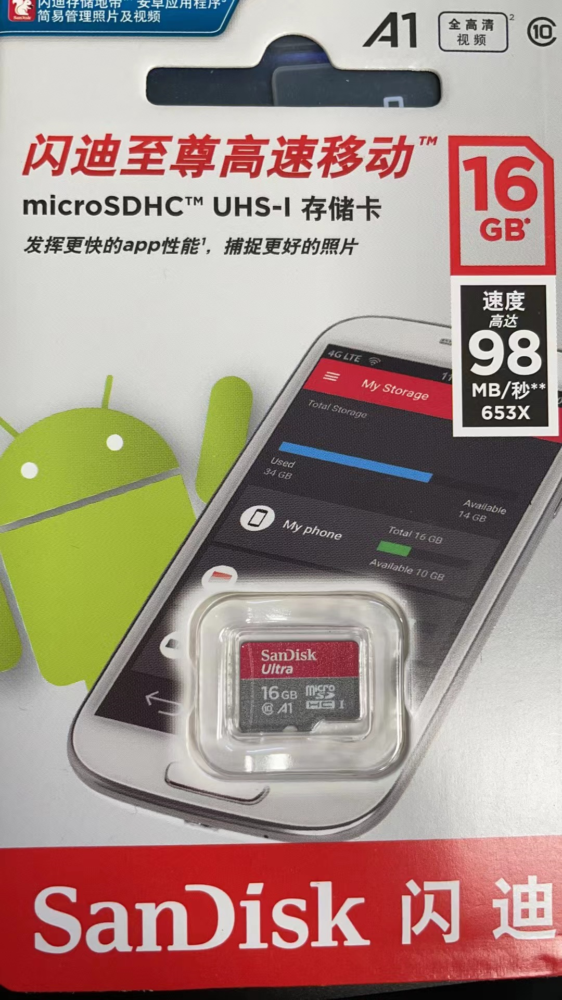 闪迪存储地带™ 安卓应用程序³
简易管理照片及视频
SanDisk
A1
全高清
视频
2
10
闪迪至尊高速移动™
microSDHC™ UHS-I 存储卡
发挥更快的app性能¹，捕捉更好的照片
16
GB*
速度
高达
98
MB/秒**
653X
4G LTE
11
My Storage
Total Storage
Used
34 GB
Available
14 GB
My phone
Total 16 GB
Available 10 GB
SanDisk
Ultra
16 GB
micro
SD
HC I
10 A1
SanDisk 闪迪